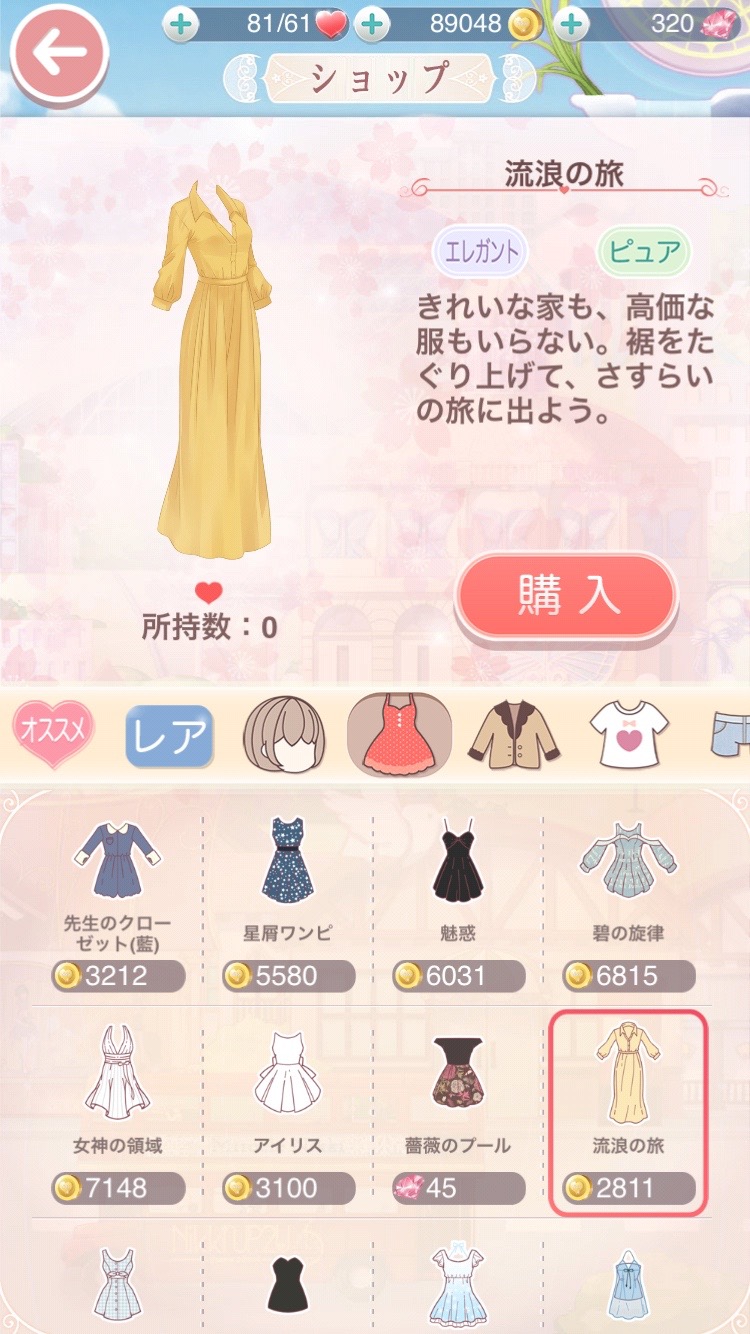 81/61
89048
320
ショップ
流浪の旅
エレガント
ピュア
きれいな家も、高価な
服もいらない。裾をた
ぐり上げて、さすらい
の旅に出よう。
所持数：0
購入
オススメ
レア
先生のクロー
ゼット(藍)
星屑ワンピ
魅惑
碧の旋律
3212
5580
6031
6815
女神の領域
アイリス
薔薇のプール
流浪の旅
7148
3100
45
2811